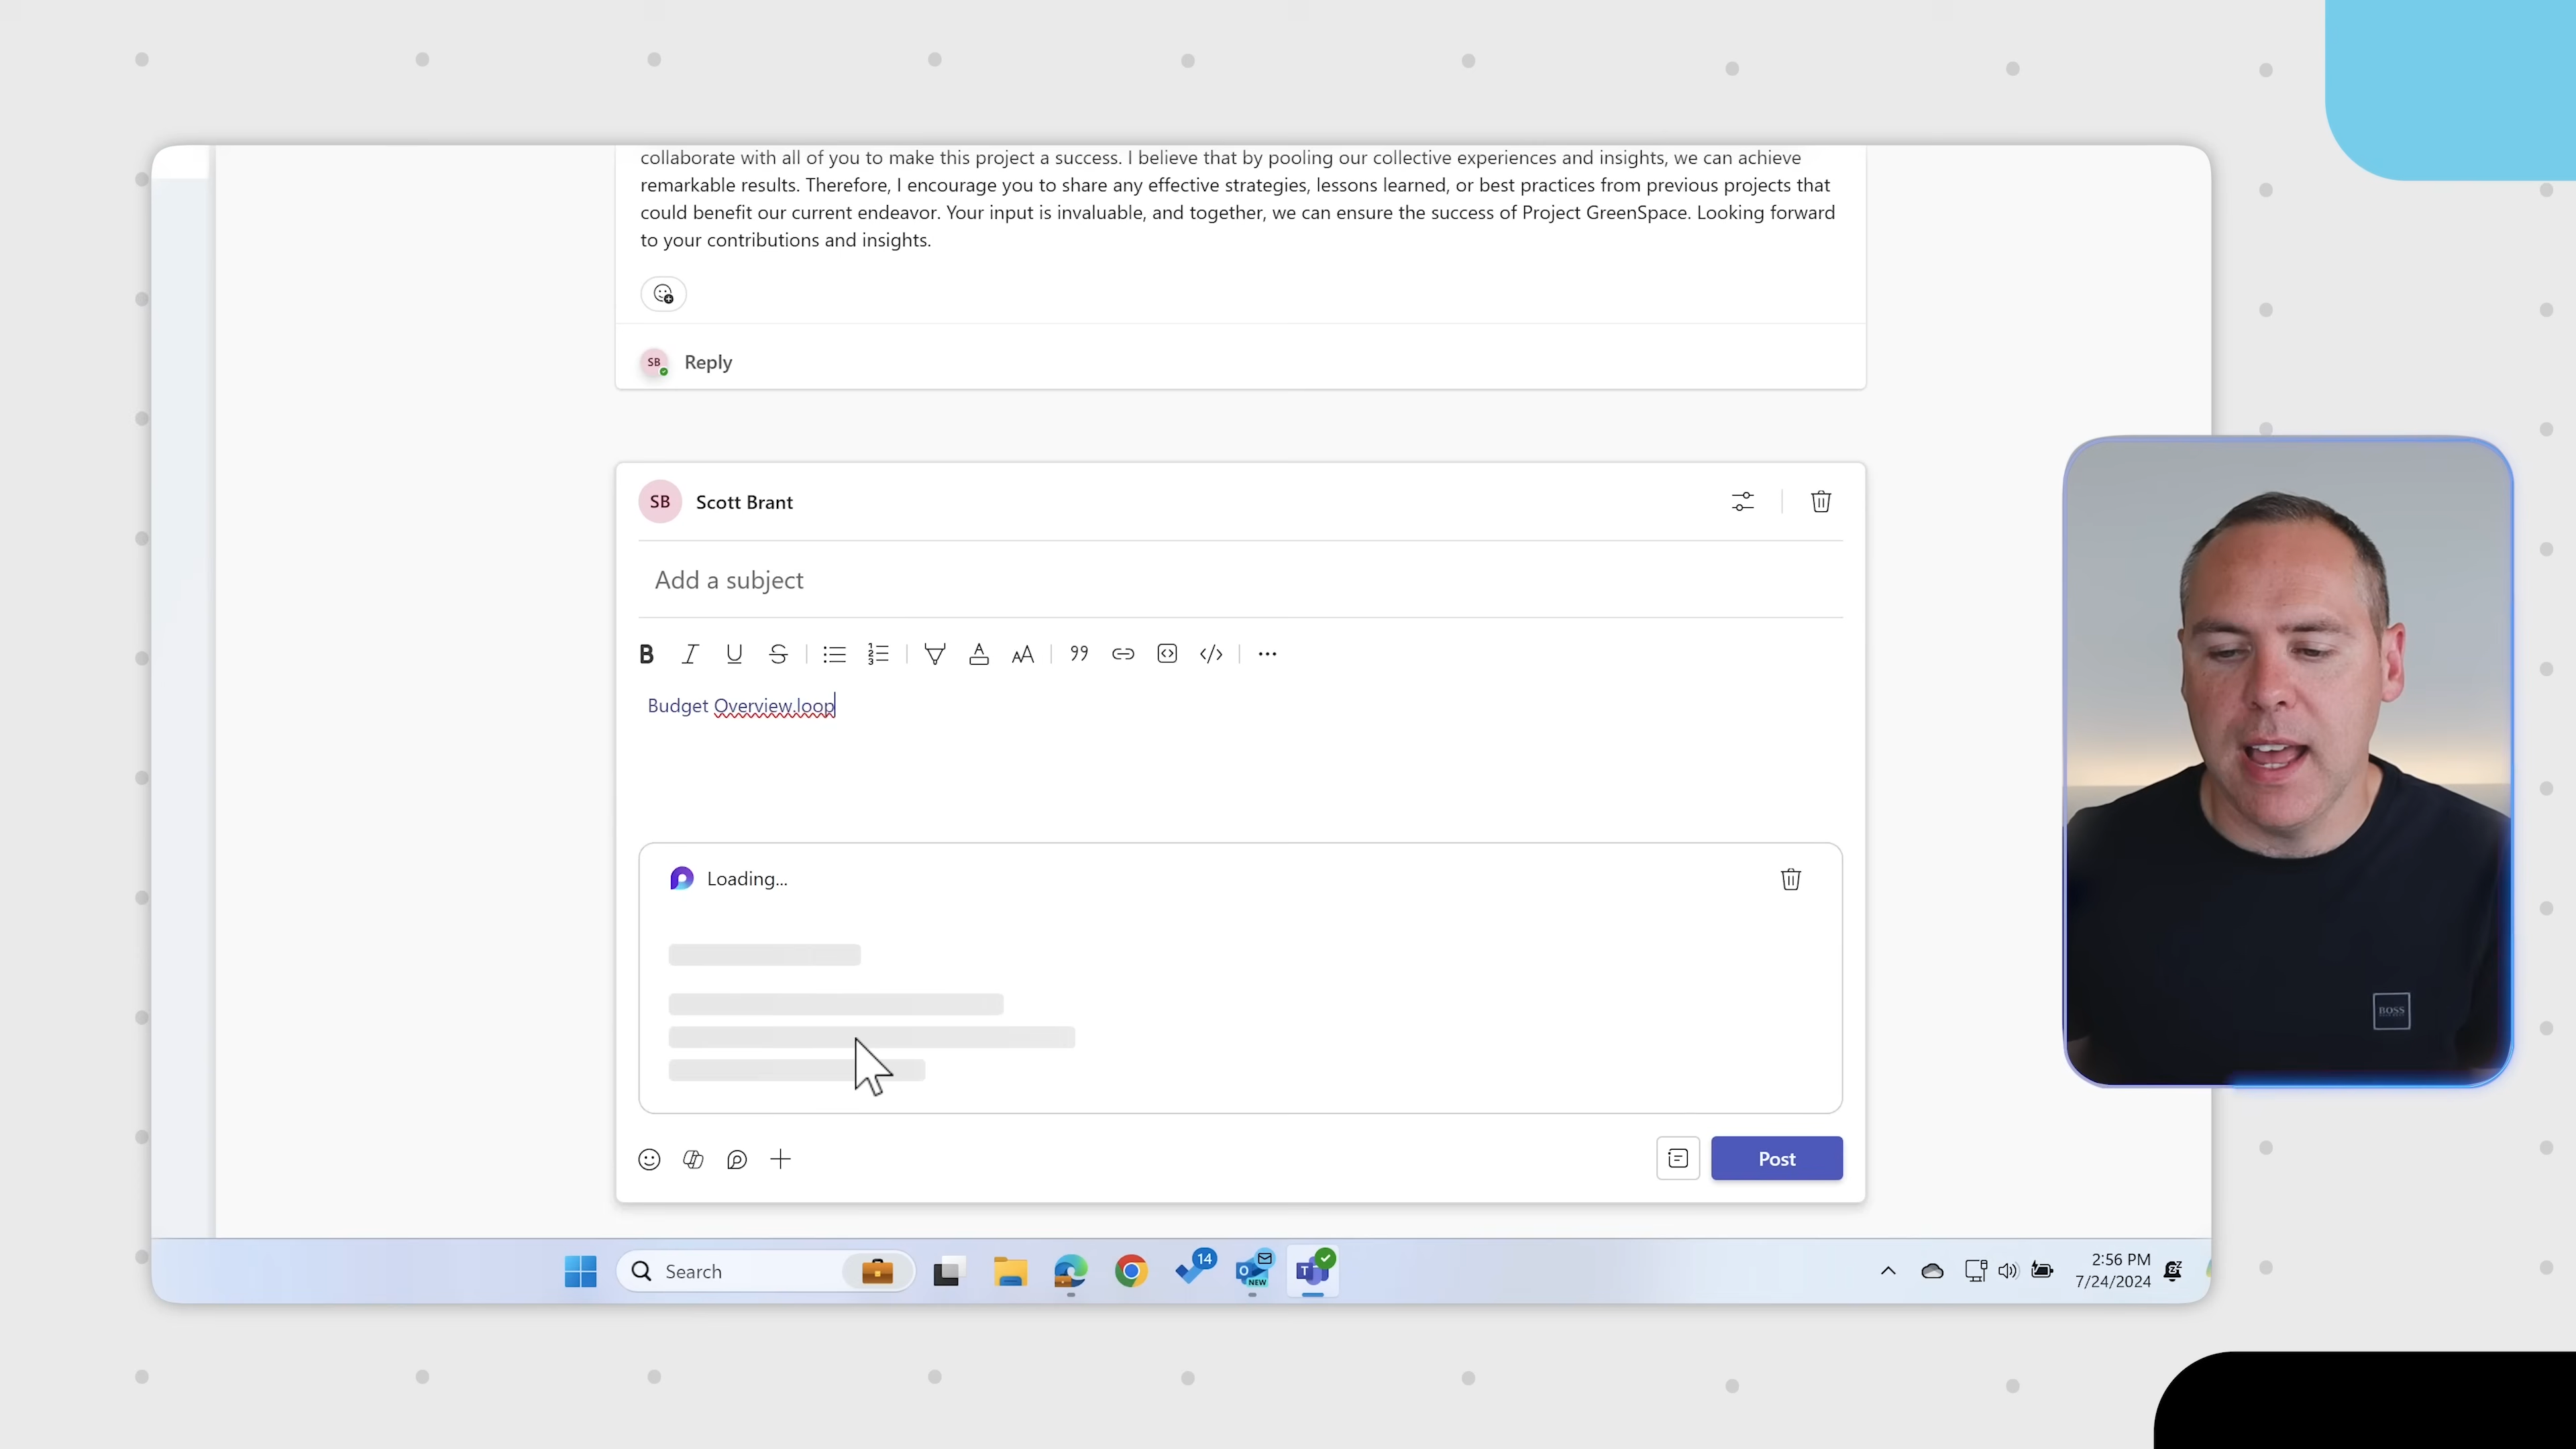 collaborate with all of you to make this project a success. I believe that by pooling our collective experiences and insights, we can achieve
remarkable results. Therefore, I encourage you to share any effective strategies, lessons learned, or best practices from previous projects that
could benefit our current endeavor. Your input is invaluable, and together, we can ensure the success of Project GreenSpace. Looking forward
to your contributions and insights.
SB Reply
SB Scott Brant
Add a subject
Budget Overview.loop
Loading...
Post
Search
14
NEW
2:56 PM
7/24/2024
BOSS